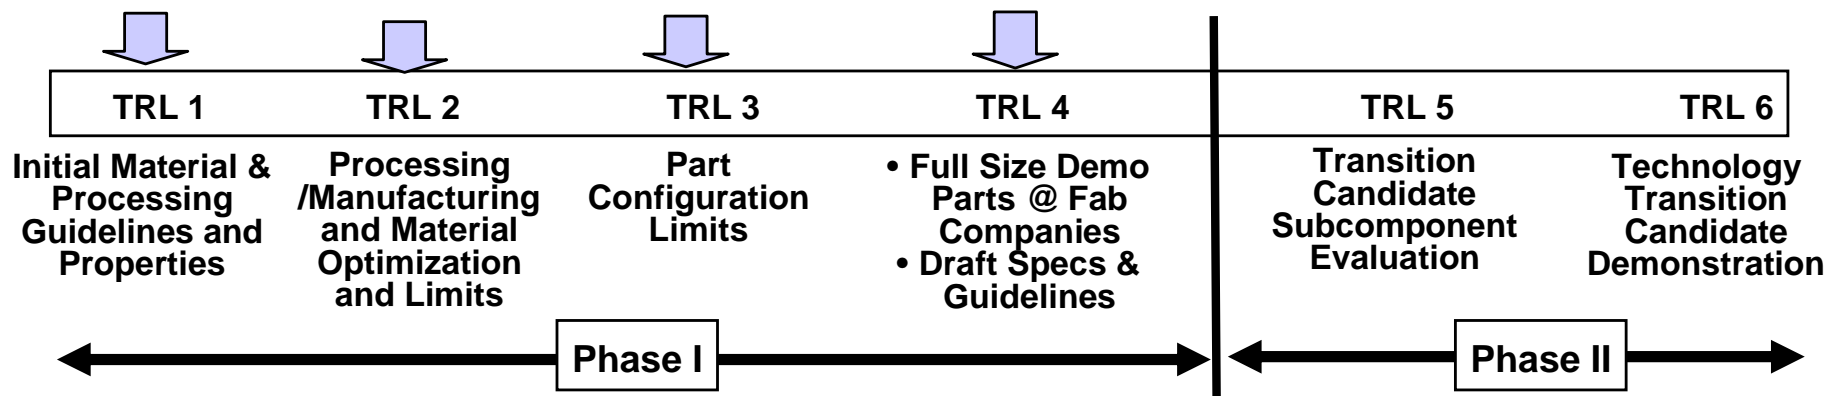 TRL 1
TRL 2
TRL 3
TRL 4
TRL 5
TRL 6
Initial Material &
Processing
Guidelines and
Properties
Processing
/Manufacturing
and Material
Optimization
and Limits
Part
Configuration
Limits
• Full Size Demo
Parts @ Fab
Companies
• Draft Specs &
Guidelines
Transition
Candidate
Subcomponent
Evaluation
Technology
Transition
Candidate
Demonstration
Phase I
Phase II